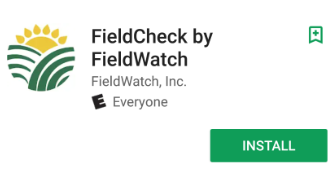 FieldCheck by
FieldWatch
FieldWatch, Inc.
E Everyone
INSTALL